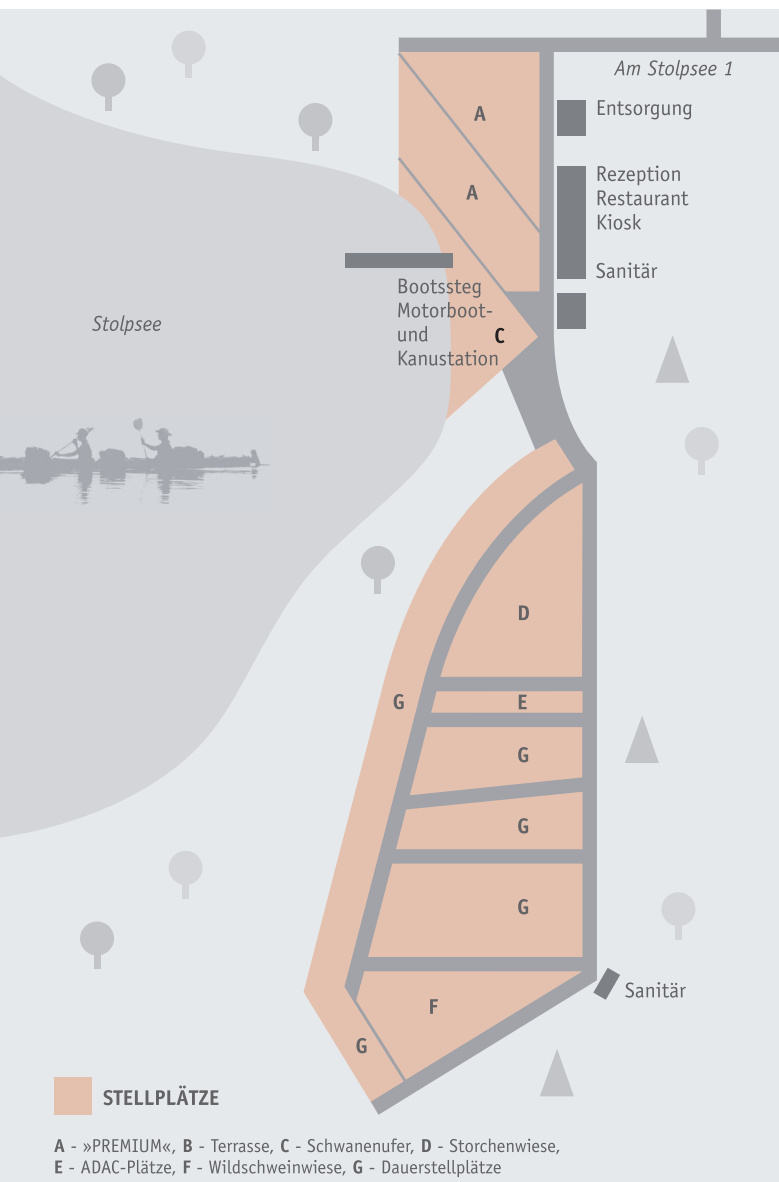 Am Stolpsee 1
Entsorgung
A
Rezeption
Restaurant
Kiosk
A
Sanitär
Bootssteg
Motorboot-
und
Kanustation
C
Stolpsee
D
G
E
G
G
G
Sanitär
F
G
STELLPLÄTZE
A - »PREMIUM«, B - Terrasse, C - Schwanenufer, D - Storchenwiese,
E - ADAC-Plätze, F - Wildschweinwiese, G - Dauerstellplätze